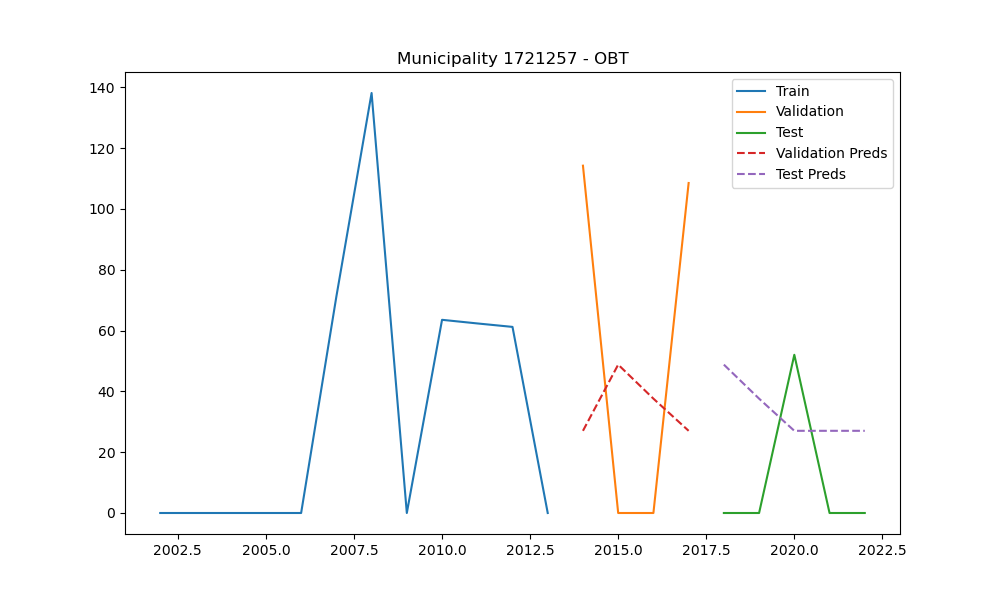 Municipality 1721257 - OBT
140
120
100
80
60
40
20
0
Train
Validation
Test
Validation Preds
Test Preds
2002.5 2005.0 2007.5 2010.0 2012.5 2015.0 2017.5 2020.0 2022.5